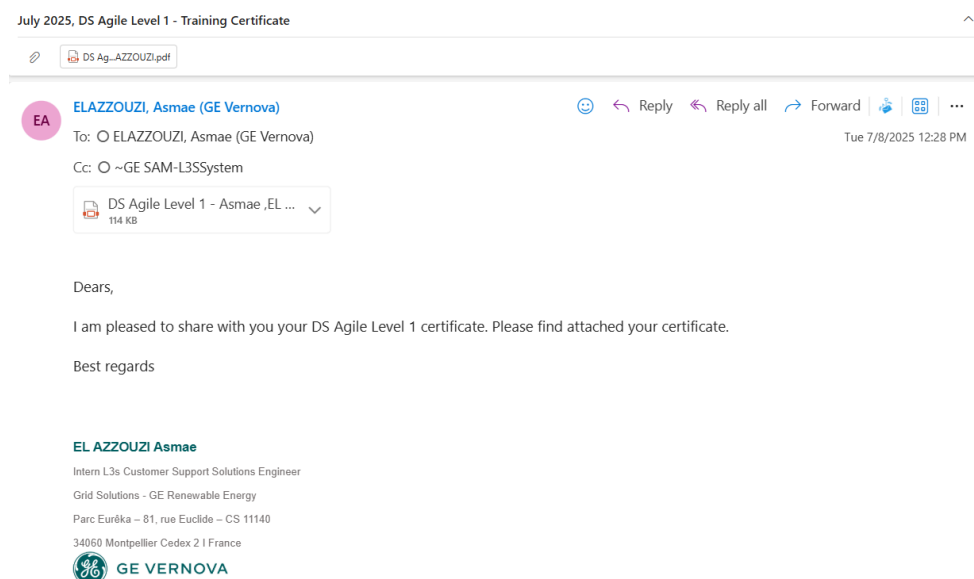 July 2025, DS Agile Level 1 - Training Certificate
DS Ag...AZZOUZI.pdf
EA
ELAZZOUZI, Asmae (GE Vernova)
Reply
Reply all
Forward
To: ELAZZOUZI, Asmae (GE Vernova)
Tue 7/8/2025 12:28 PM
Cc: ~GE SAM-L3SSystem
DS Agile Level 1 - Asmae ,EL ...
114 KB
Dears,
I am pleased to share with you your DS Agile Level 1 certificate. Please find attached your certificate.
Best regards
EL AZZOUZI Asmae
Intern L3s Customer Support Solutions Engineer
Grid Solutions - GE Renewable Energy
Parc Eurêka – 81, rue Euclide – CS 11140
34060 Montpellier Cedex 2 I France
GE VERNOVA